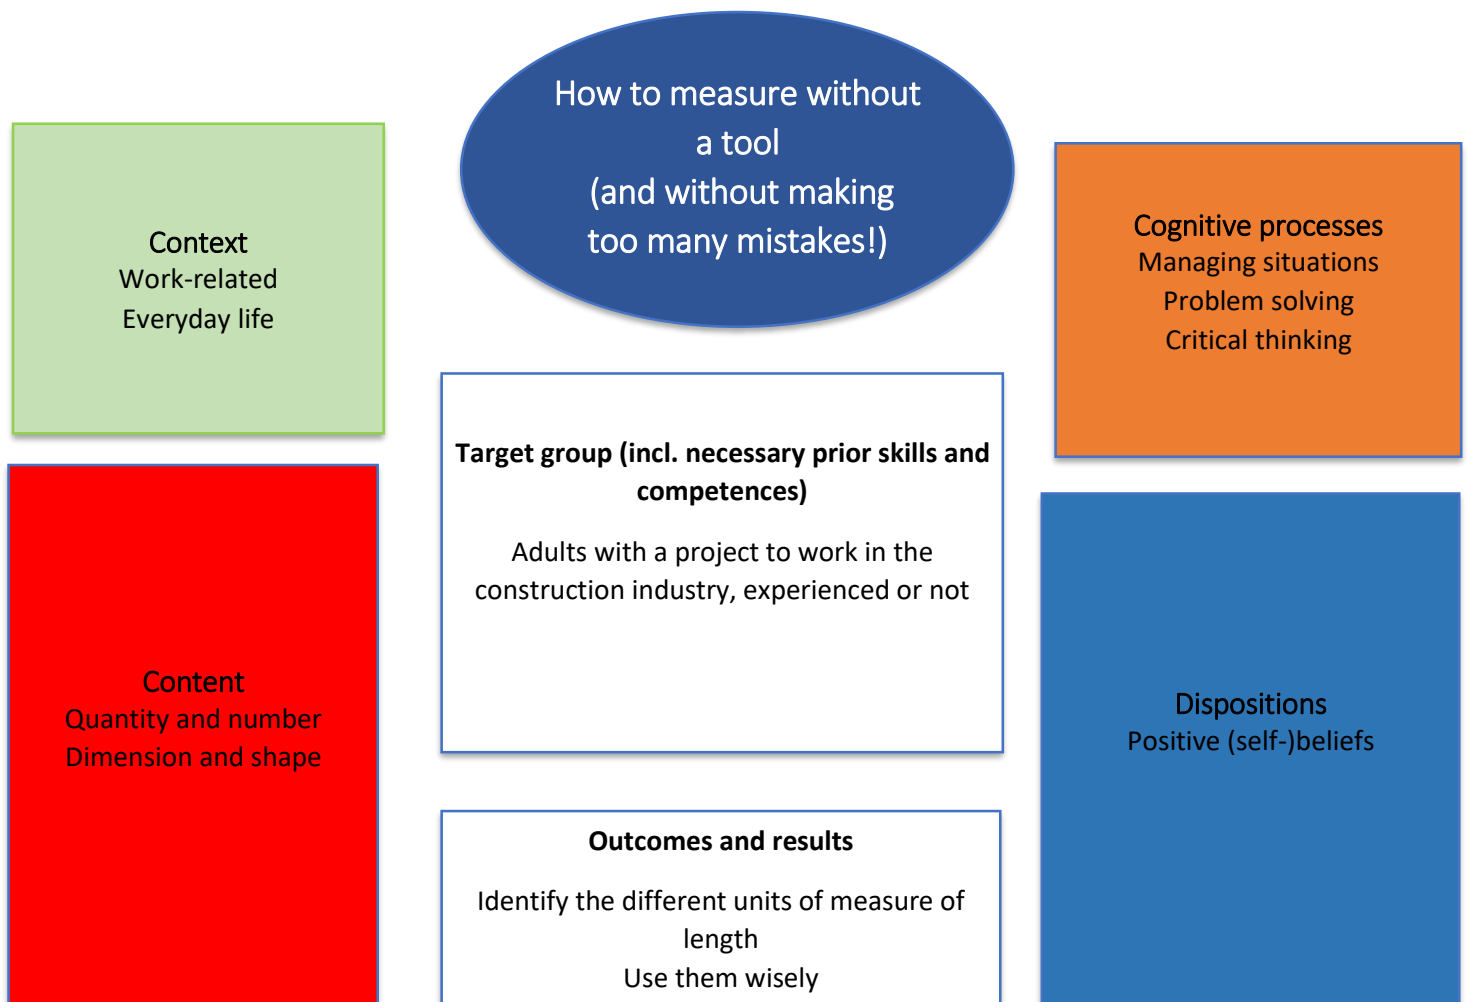 How to measure without
a tool
(and without making
too many mistakes!)
Context
Work-related
Everyday life
Cognitive processes
Managing situations
Problem solving
Critical thinking
Target group (incl. necessary prior skills and
competences)
Adults with a project to work in the
construction industry, experienced or not
Content
Quantity and number
Dimension and shape
Dispositions
Positive (self-)beliefs
Outcomes and results
Identify the different units of measure of
length
Use them wisely